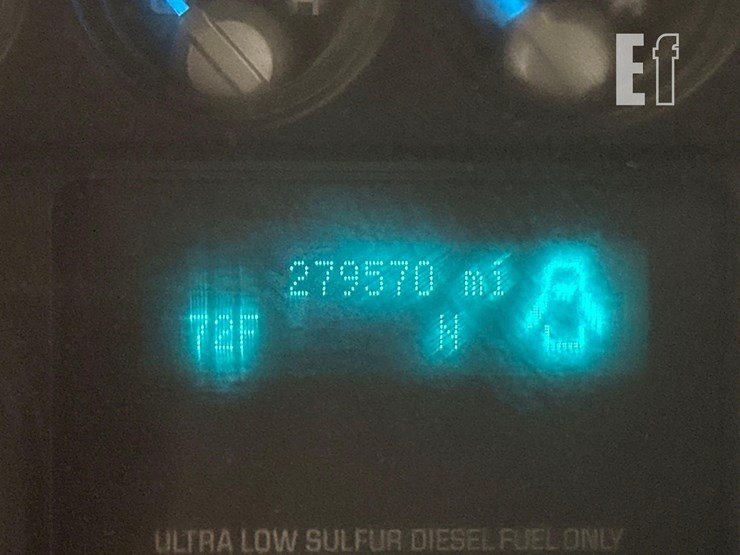 H
Ef
279570 mi
72F N
ULTRA LOW SULFUR DIESEL FUEL ONLY